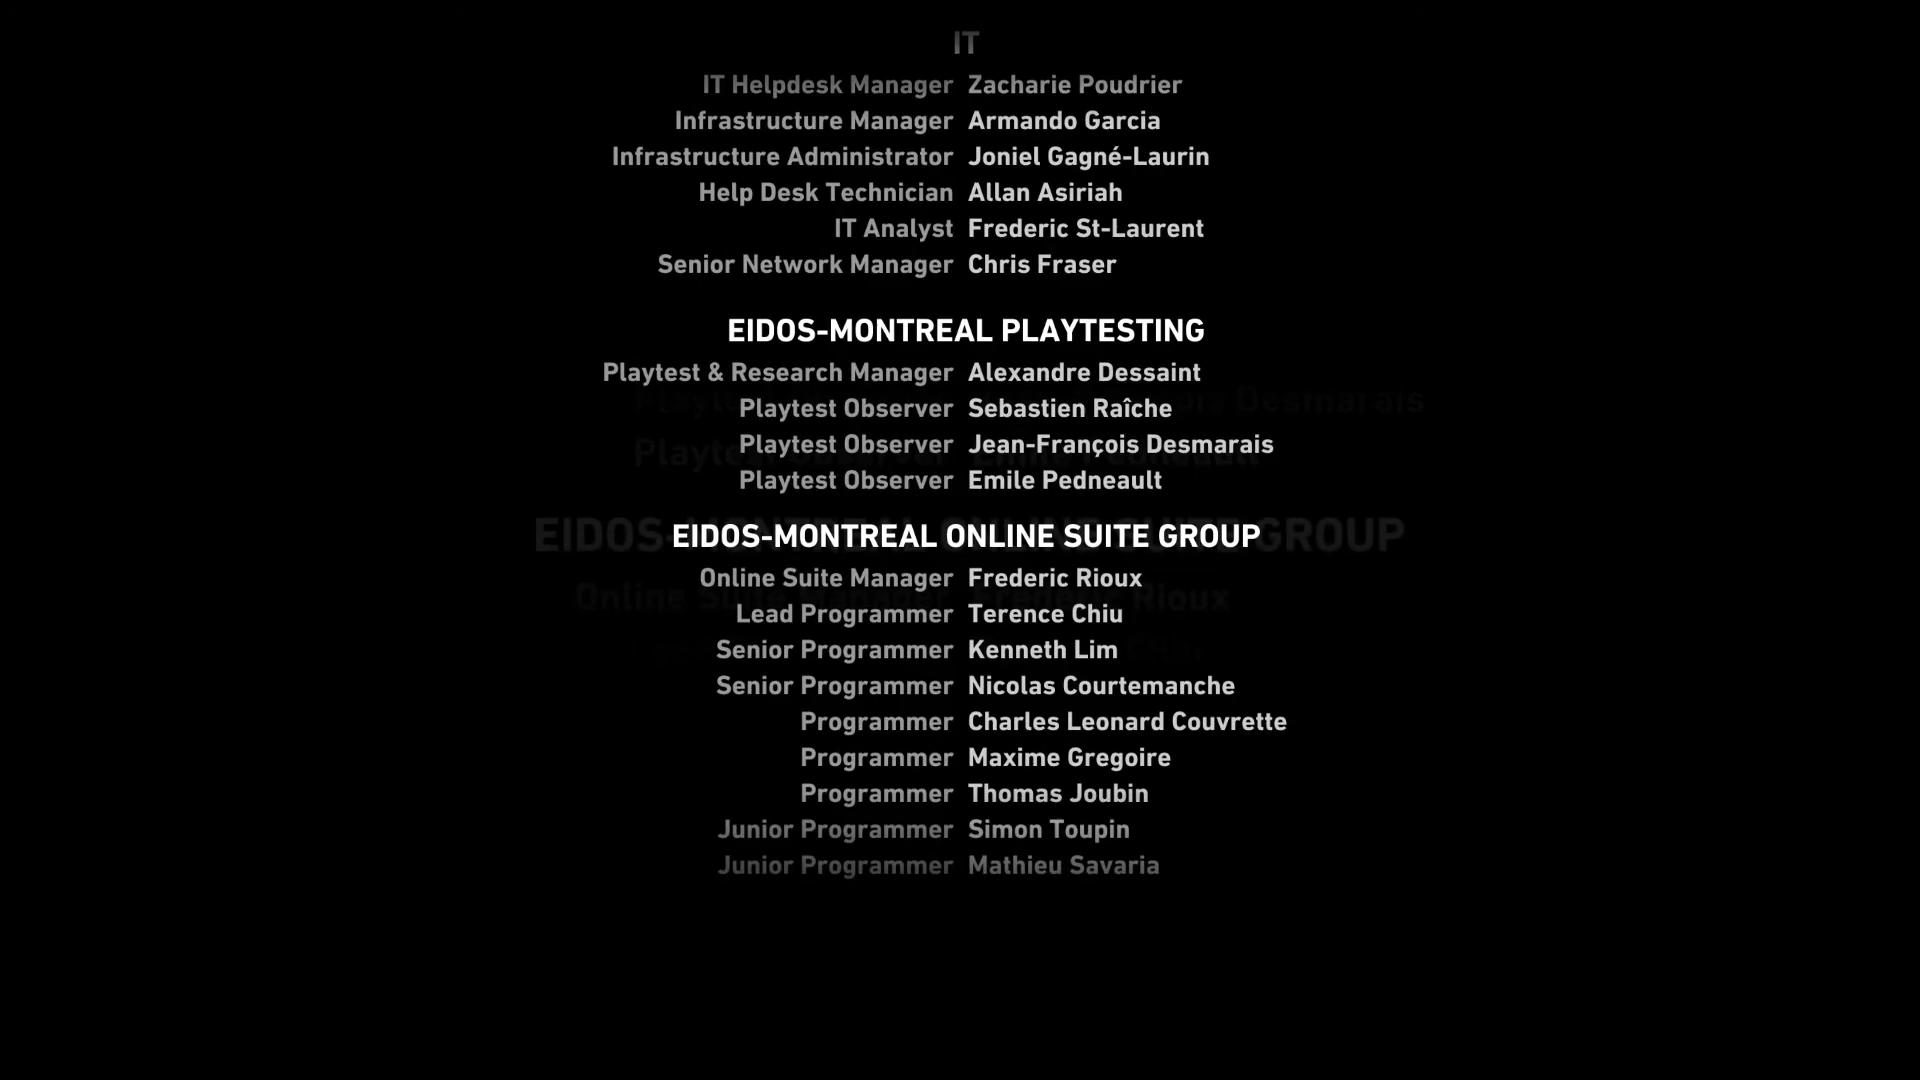 IT
IT Helpdesk Manager Zacharie Poudrier
Infrastructure Manager Armando Garcia
Infrastructure Administrator Joniel Gagné-Laurin
Help Desk Technician Allan Asiriah
IT Analyst Frederic St-Laurent
Senior Network Manager Chris Fraser
EIDOS-MONTREAL PLAYTESTING
Playtest & Research Manager Alexandre Dessaint
Playtest Observer Sebastien Raîche
Playtest Observer Jean-François Desmarais
Playtest Observer Emile Pedneault
EIDOS-MONTREAL ONLINE SUITE GROUP
Online Suite Manager Frederic Rioux
Lead Programmer Terence Chiu
Senior Programmer Kenneth Lim
Senior Programmer Nicolas Courtemanche
Programmer Charles Leonard Couvrette
Programmer Maxime Gregoire
Programmer Thomas Joubin
Junior Programmer Simon Toupin
Junior Programmer Mathieu Savaria